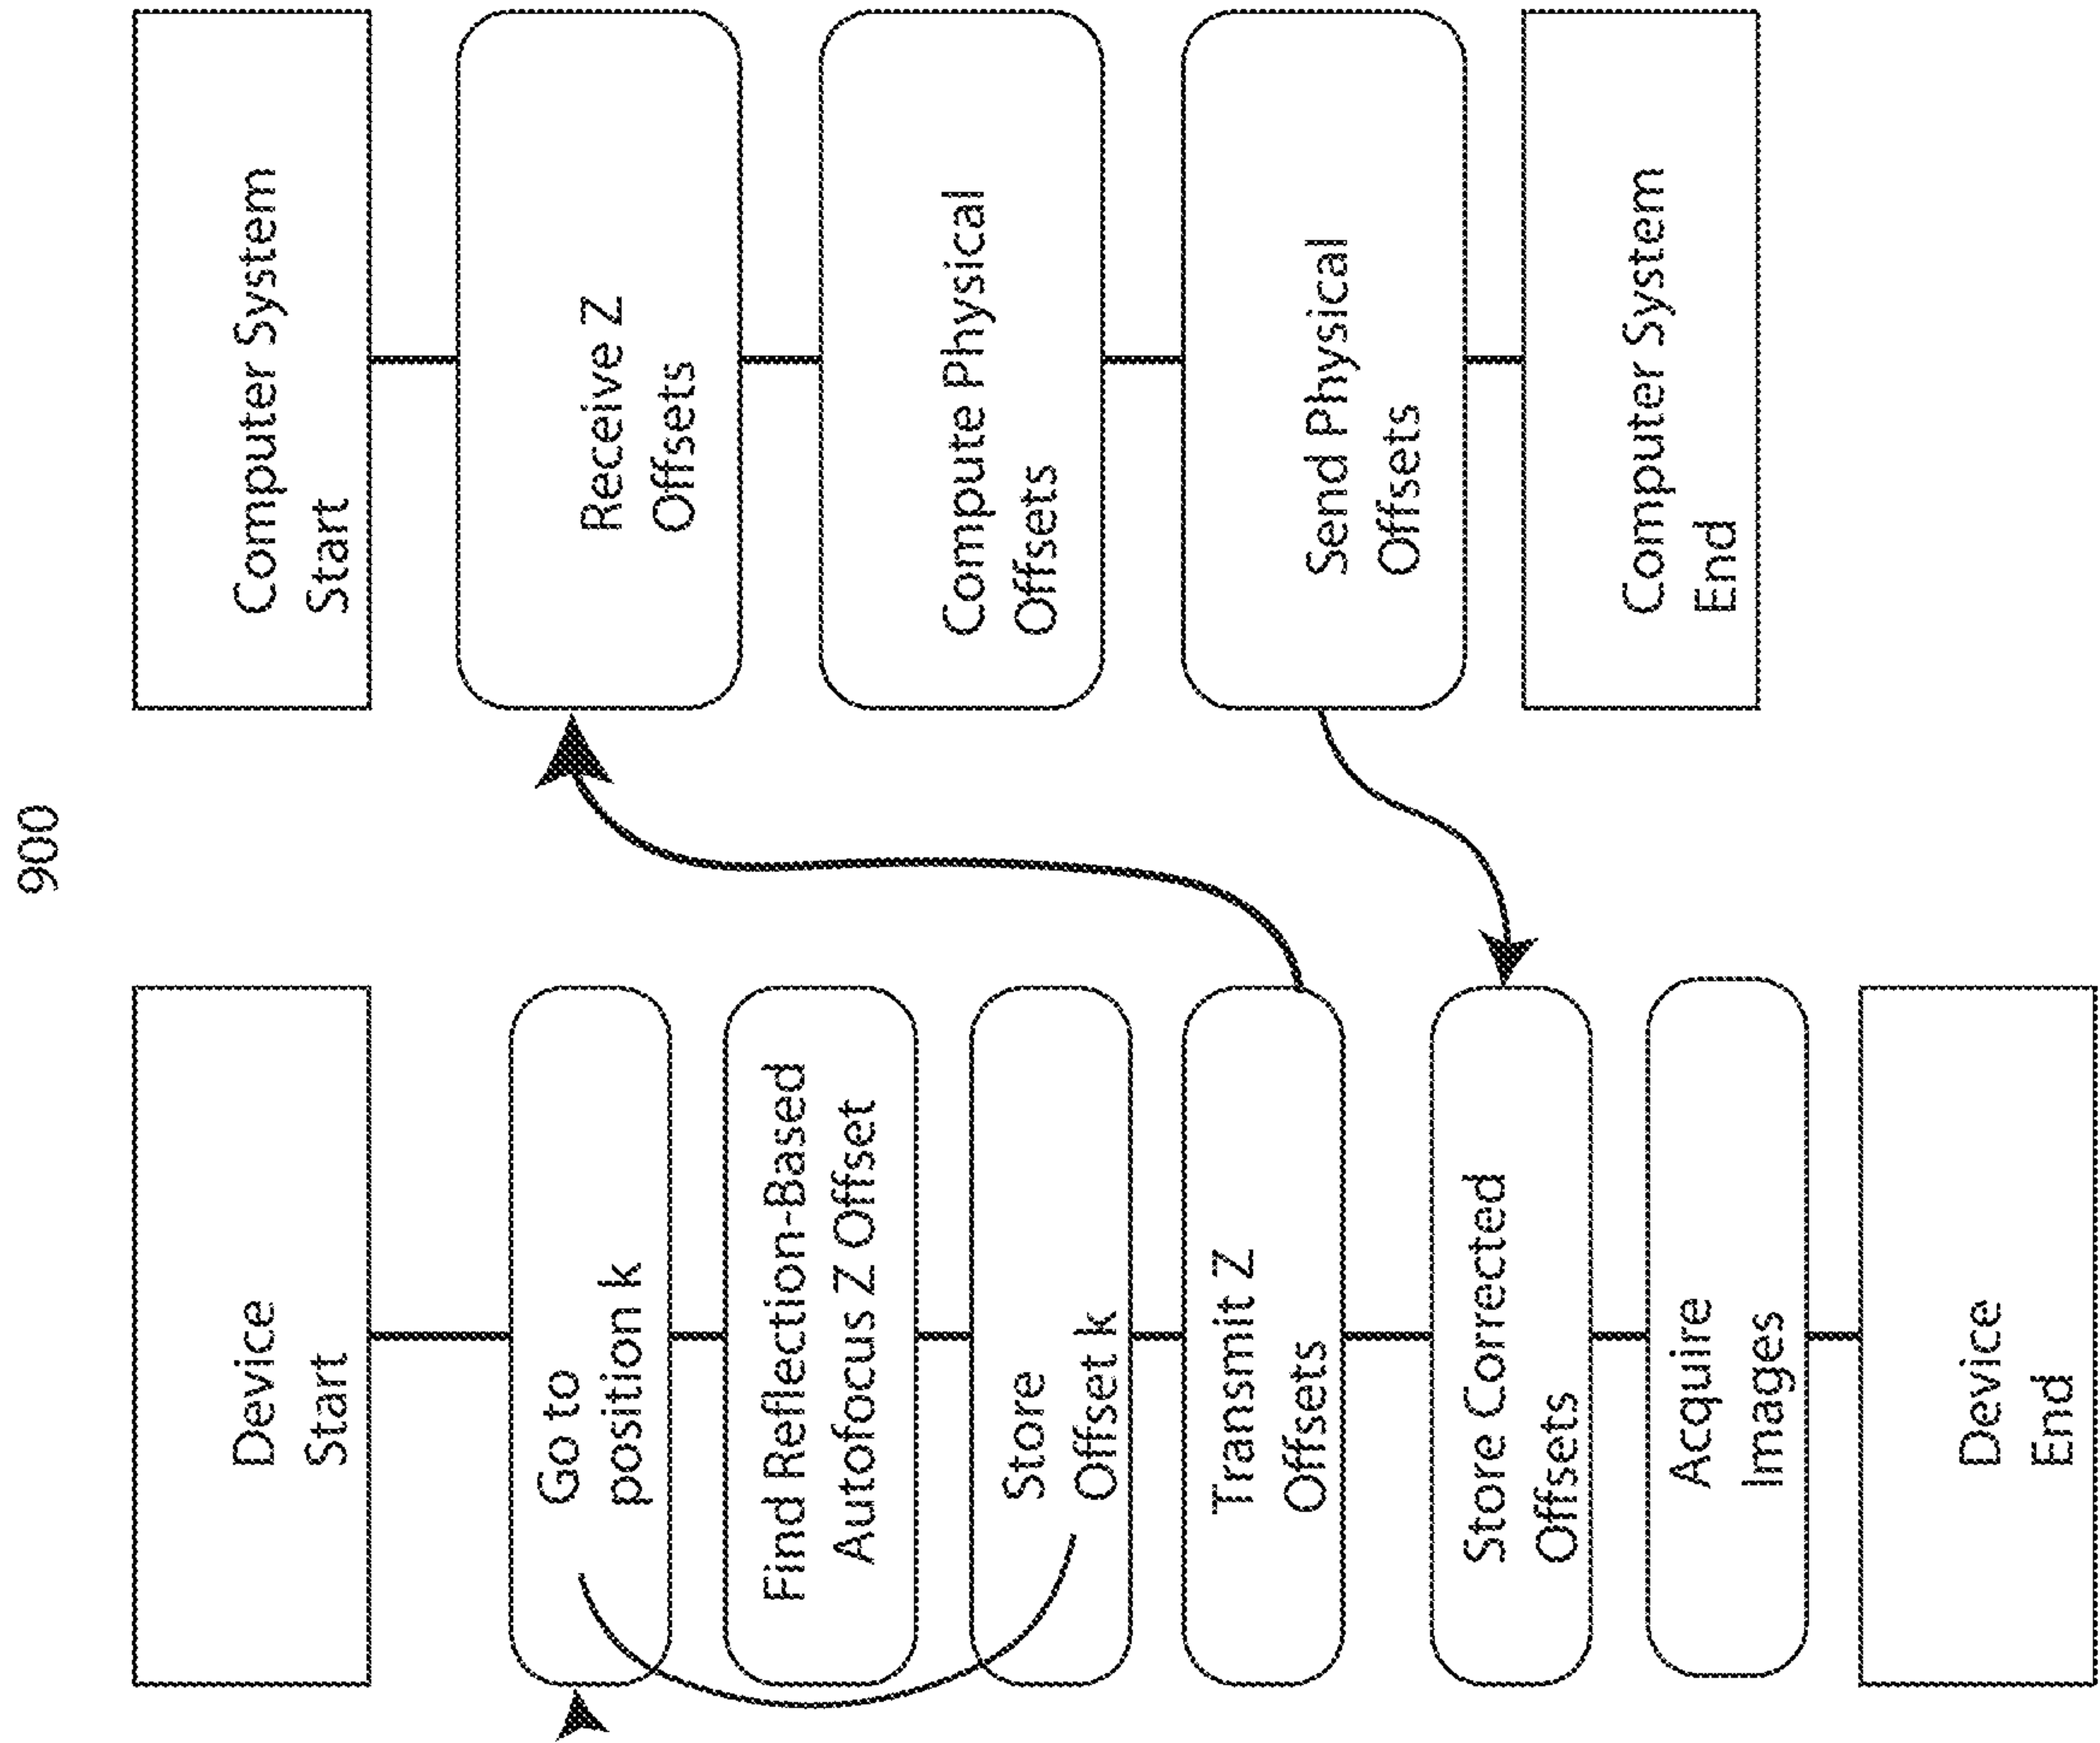 900
Device
Start
Go to
position k
Find Reflection-Based
Autofocus Z Offset
Store
Offset k
Transmit Z
Offsets
Store Corrected
Offsets
Acquire
Images
Device
End
Computer System
Start
Receive Z
Offsets
Compute Physical
Offsets
Send Physical
Offsets
Computer System
End